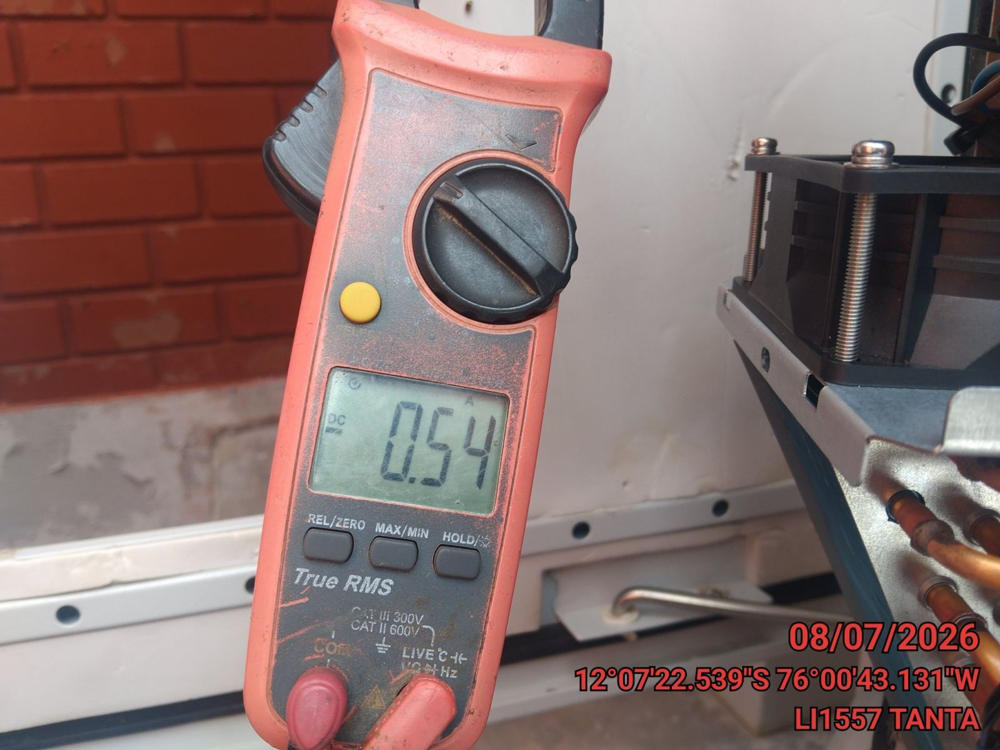 A
DC
0.54
REL/ZERO MAX/MIN HOLD/
True RMS
CAT III 300V
CAT II 600V
COM
LIVE °C
VΩ Hz
08/07/2026
12°07'22.539"S 76°00'43.131"W
LI1557 TANTA